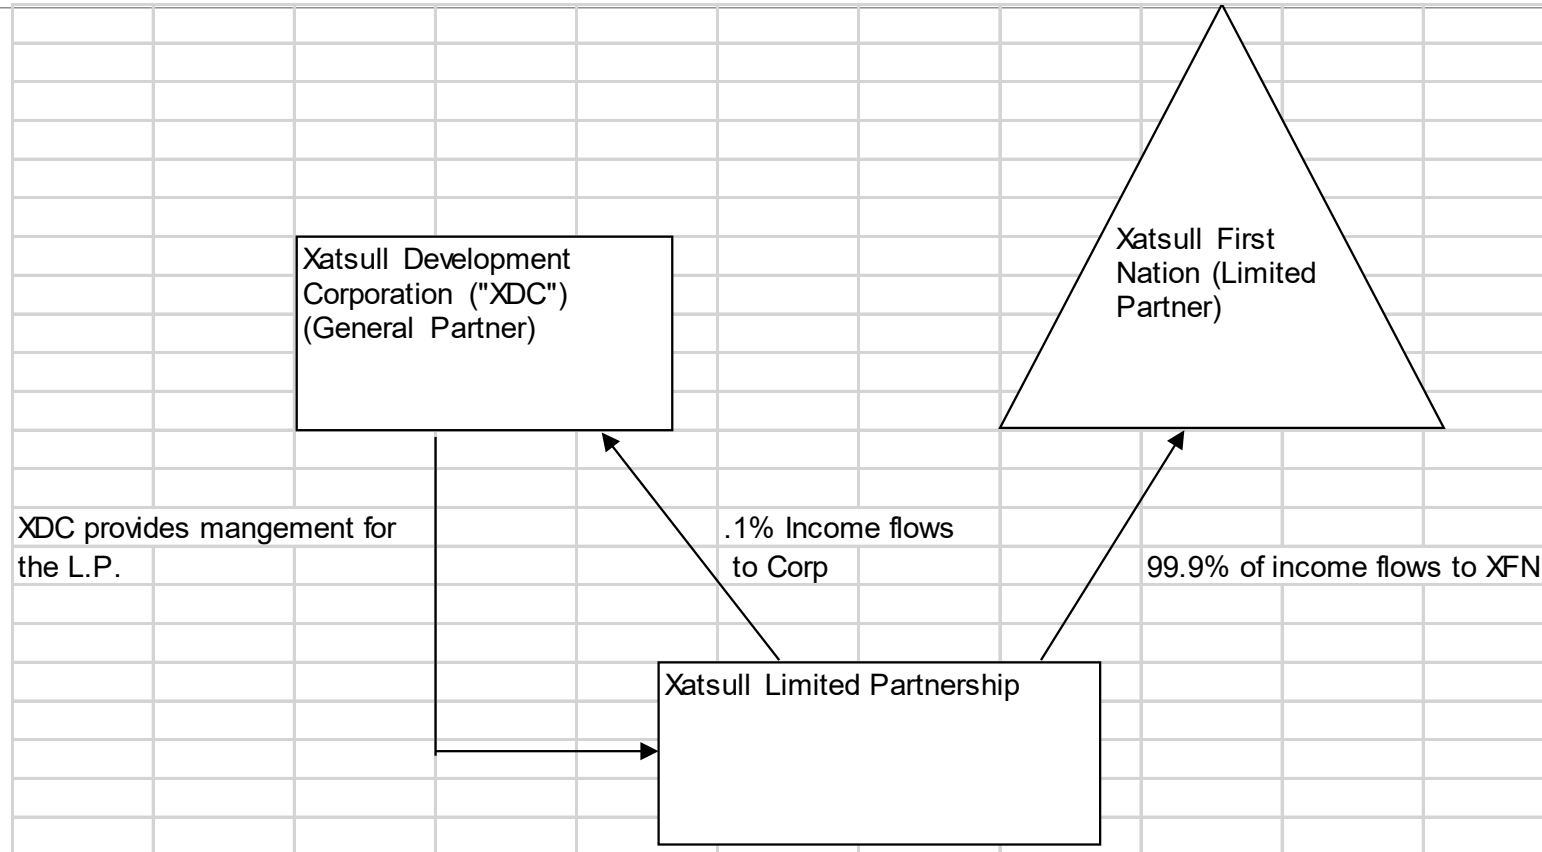 Xatsull Development
Corporation ("XDC")
(General Partner)
Xatsull First
Nation (Limited
Partner)
XDC provides mangement for
the L.P.
.1% Income flows
to Corp
99.9% of income flows to XFN
Xatsull Limited Partnership